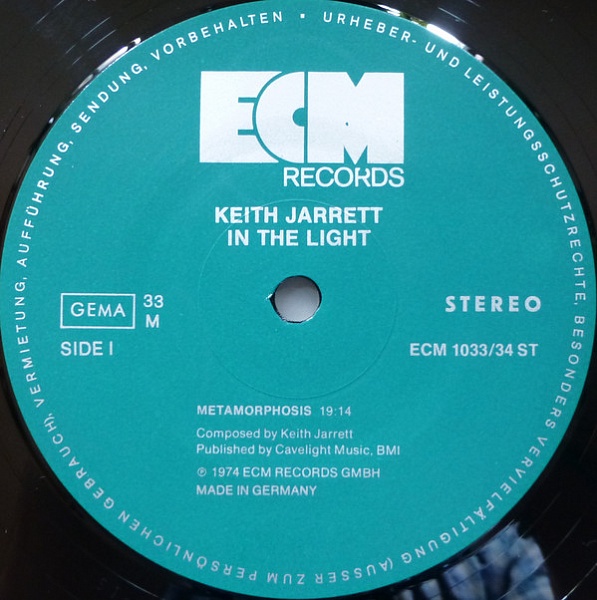 URHEBER- UND LEISTUNGSSCHUTZRECHTE, BESONDERS VERVIELFÄLTIGUNG (AUSSER ZUM PERSÖNLICHEN GEBRAUCH), VERMIETUNG, AUFFÜHRUNG, SENDUNG, VORBEHALTEN ▪
ECM
RECORDS
KEITH JARRETT
IN THE LIGHT
GEMA 33 M
STEREO
SIDE I
ECM 1033/34 ST
METAMORPHOSIS 19:14
Composed by Keith Jarrett
Published by Cavelight Music, BMI
℗ 1974 ECM RECORDS GMBH
MADE IN GERMANY